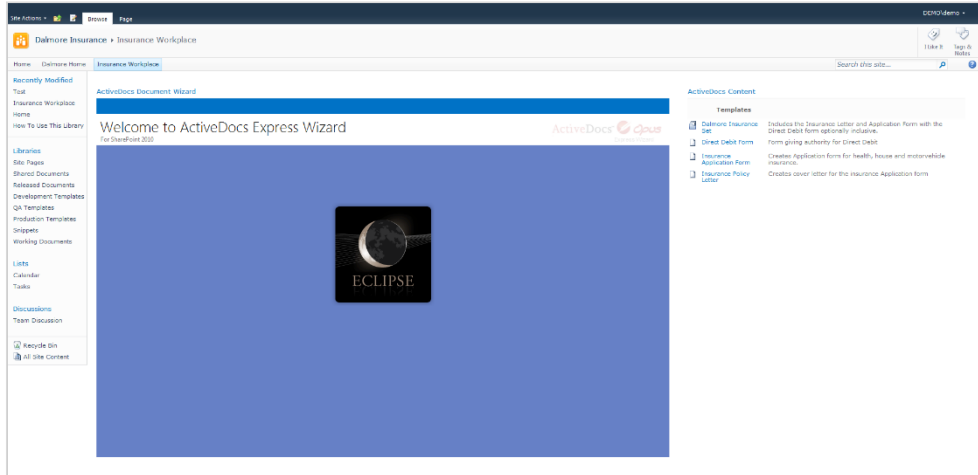 Site Actions
Browse
Page
DEMO\demo
Dalmore Insurance
Insurance Workplace
I Like It
Tags &
Notes
Home
Dalmore Home
Insurance Workplace
Search this site...
Recently Modified
Test
Insurance Workplace
Home
How To Use This Library
Libraries
Site Pages
Shared Documents
Released Documents
Development Templates
QA Templates
Production Templates
Snippets
Working Documents
Lists
Calendar
Tasks
Discussions
Team Discussion
Recycle Bin
All Site Content
ActiveDocs Document Wizard
Welcome to ActiveDocs Express Wizard
For SharePoint 2010
ActiveDocs Opus
ECLIPSE
ActiveDocs Content
Templates
Dalmore Insurance
Set
Includes the Insurance Letter and Application Form with the
Direct Debit form optionally inclusive.
Direct Debit Form
Form giving authority for Direct Debit
Insurance
Application Form
Creates Application form for health, house and motorvehicle
insurance.
Insurance Policy
Letter
Creates cover letter for the insurance Application form